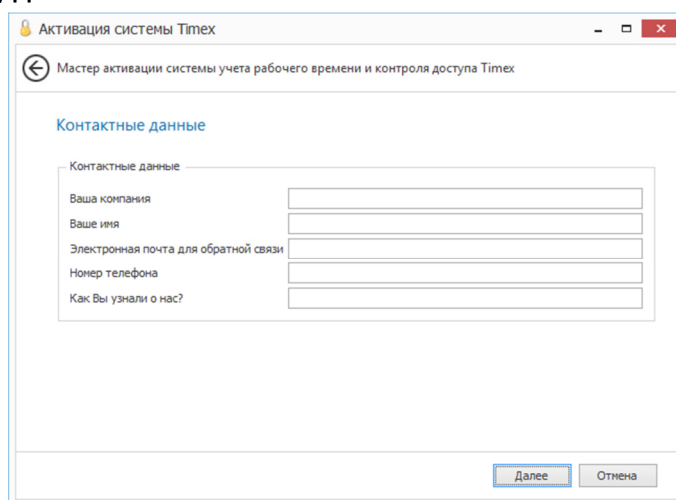 Активация системы Timex
Мастер активации системы учета рабочего времени и контроля доступа Timex
Контактные данные
Контактные данные
Ваша компания
Ваше имя
Электронная почта для обратной связи
Номер телефона
Как Вы узнали о нас?
Далее Отмена